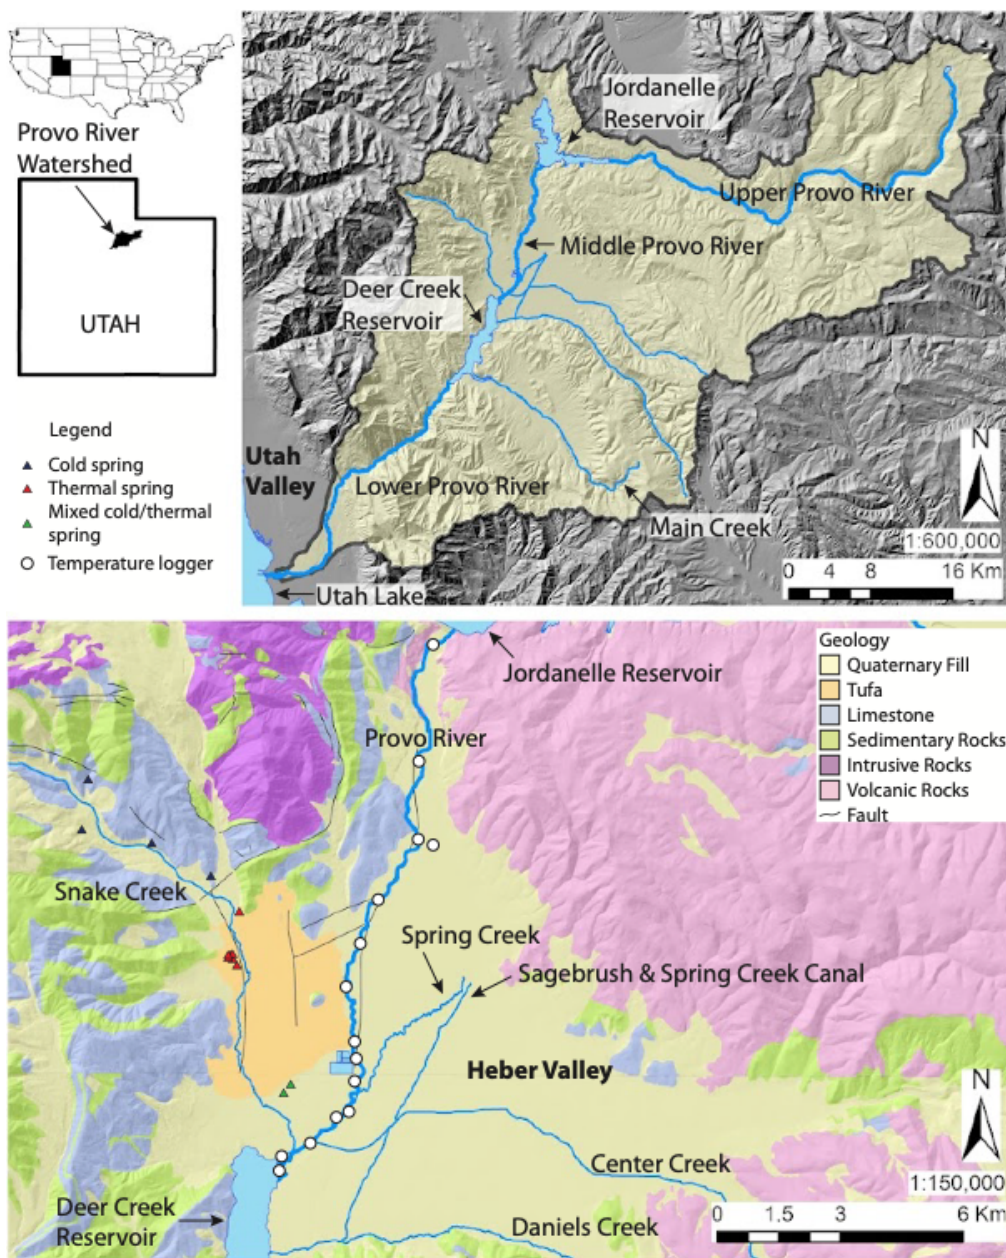 Provo River
Watershed
UTAH
Legend
Cold spring
Thermal spring
Mixed cold/thermal
spring
Temperature logger
Jordanelle
Reservoir
Upper Provo River
Middle Provo River
Deer Creek
Reservoir
Utah
Valley
Lower Provo River
Main Creek
Utah Lake
N
1:600,000
0 4 8 16 Km
Jordanelle Reservoir
Provo River
Snake Creek
Spring Creek
Sagebrush & Spring Creek Canal
Heber Valley
Center Creek
Deer Creek
Reservoir
Daniels Creek
Geology
Quaternary Fill
Tufa
Limestone
Sedimentary Rocks
Intrusive Rocks
Volcanic Rocks
Fault
N
1:150,000
0 1.5 3 6 Km